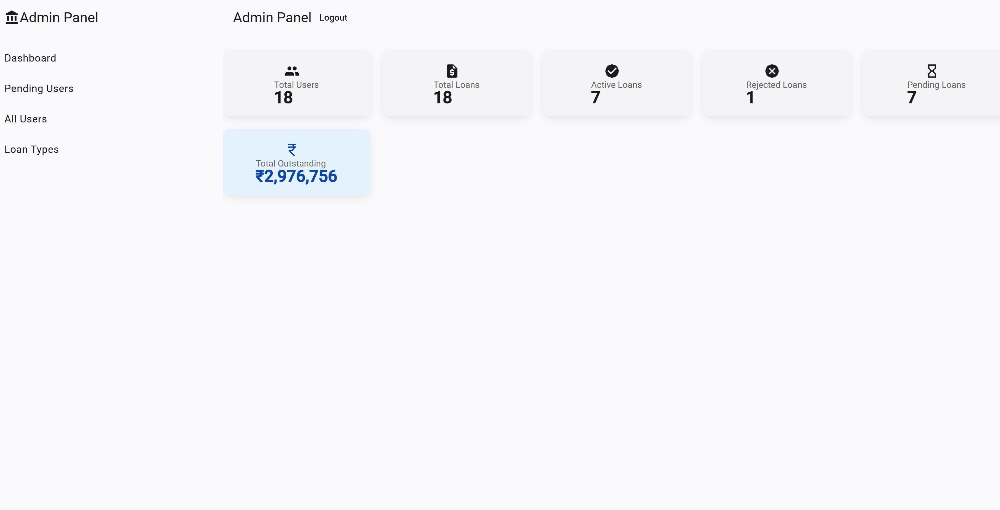 Admin Panel
Dashboard
Pending Users
All Users
Loan Types
Admin Panel Logout
Total Users
18
Total Loans
18
Active Loans
7
Rejected Loans
1
Pending Loans
7
₹
Total Outstanding
₹2,976,756